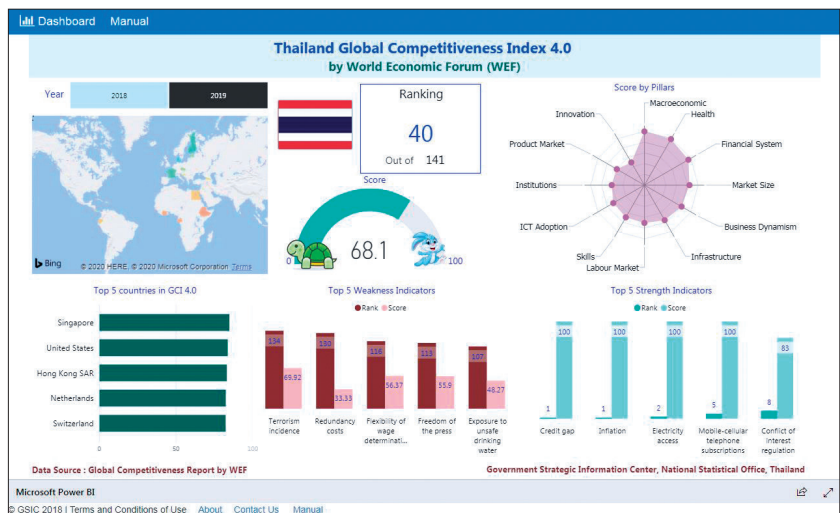 Dashboard Manual
Thailand Global Competitiveness Index 4.0
by World Economic Forum (WEF)
Year 2018 2019
Ranking
40
Out of 141
Score
0 68.1 100
Bing
© 2020 HERE, © 2020 Microsoft Corporation Terms
Score by Pillars
Macroeconomic
Health
Financial System
Market Size
Business Dynamism
Infrastructure
Labour Market
Skills
ICT Adoption
Institutions
Product Market
Innovation
Top 5 countries in GCI 4.0
Singapore
United States
Hong Kong SAR
Netherlands
Switzerland
0 50 100
Top 5 Weakness Indicators
Rank Score
134 69.92
130 33.33
118 56.37
113 55.9
107 48.27
Terrorism
incidence
Redundancy
costs
Flexibility of
wage
determinati...
Freedom of
the press
Exposure to
unsafe
drinking
water
Top 5 Strength Indicators
Rank Score
1 100
1 100
2 100
5 100
8 83
Credit gap
Inflation
Electricity
access
Mobile-cellular
telephone
subscriptions
Conflict of
interest
regulation
Data Source : Global Competitiveness Report by WEF
Government Strategic Information Center, National Statistical Office, Thailand
Microsoft Power BI
© GSIC 2018 | Terms and Conditions of Use About Contact Us Manual